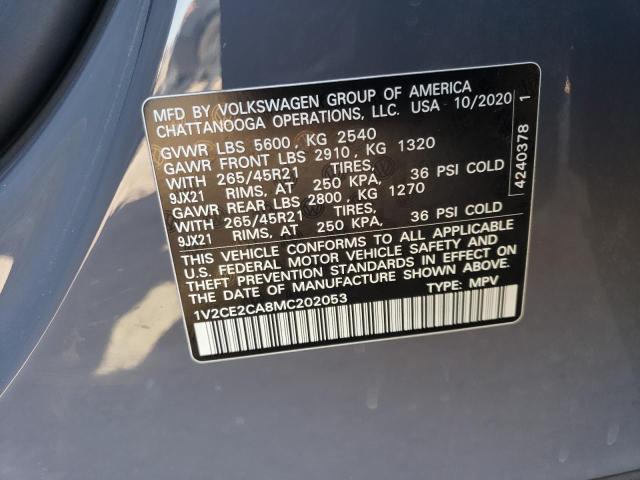 MFD BY VOLKSWAGEN GROUP OF AMERICA
CHATTANOOGA OPERATIONS, LLC. USA 10/2020 1
GVWR LBS 5600, KG 2540
GAWR FRONT LBS 2910, KG 1320
WITH 265/45R21 TIRES,
9JX21 RIMS, AT 250 KPA, 36 PSI COLD
GAWR REAR LBS 2800, KG 1270
WITH 265/45R21 TIRES,
9JX21 RIMS, AT 250 KPA, 36 PSI COLD
THIS VEHICLE CONFORMS TO ALL APPLICABLE
U.S. FEDERAL MOTOR VEHICLE SAFETY AND
THEFT PREVENTION STANDARDS IN EFFECT ON
THE DATE OF MANUFACTURE SHOWN ABOVE.
1V2CE2CA8MC202053 TYPE: MPV
4240378